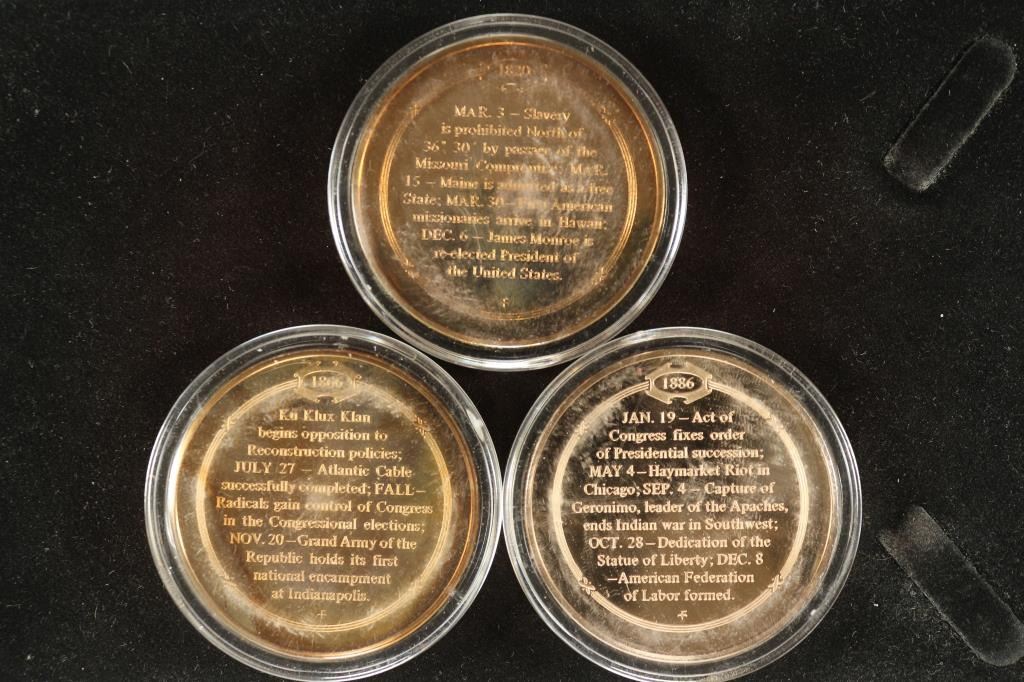 1820
MAR. 3 – Slavery
is prohibited North of
36° 30´ by passage of the
Missouri Compromise; MAR.
15 – Maine is admitted as a free
State; MAR. 30 – First American
missionaries arrive in Hawaii;
DEC. 6 – James Monroe is
re-elected President of
the United States.
1866
Ku Klux Klan
begins opposition to
Reconstruction policies;
JULY 27 – Atlantic Cable
successfully completed; FALL–
Radicals gain control of Congress
in the Congressional elections;
NOV. 20–Grand Army of the
Republic holds its first
national encampment
at Indianapolis.
1886
JAN. 19 – Act of
Congress fixes order
of Presidential succession;
MAY 4 – Haymarket Riot in
Chicago; SEP. 4 – Capture of
Geronimo, leader of the Apaches,
ends Indian war in Southwest;
OCT. 28 – Dedication of the
Statue of Liberty; DEC. 8
–American Federation
of Labor formed.